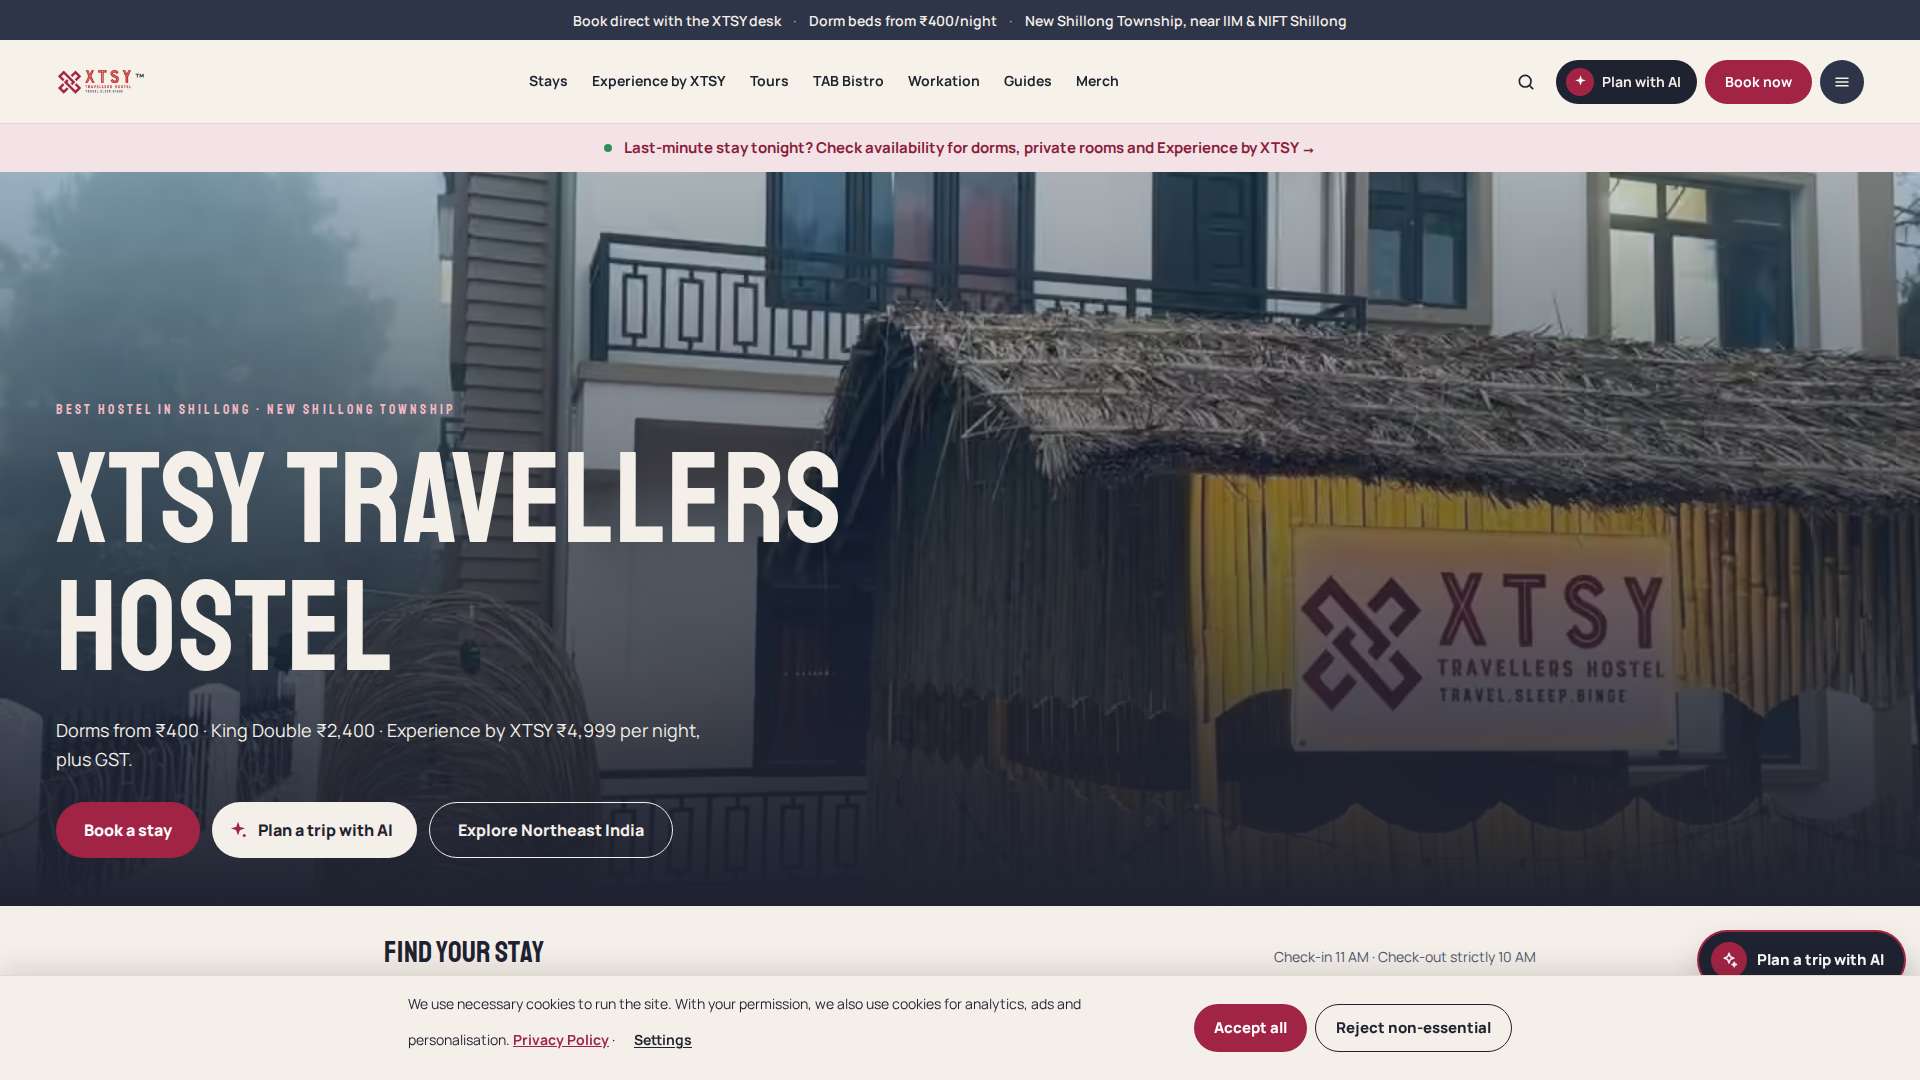 Book direct with the XTSY desk · Dorm beds from ₹400/night · New Shillong Township, near IIM & NIFT Shillong
XTSY ™
TRAVELLERS HOSTEL
TRAVEL.SLEEP.BINGE
Stays Experience by XTSY Tours TAB Bistro Workation Guides Merch
Plan with AI
Book now
Last-minute stay tonight? Check availability for dorms, private rooms and Experience by XTSY →
BEST HOSTEL IN SHILLONG · NEW SHILLONG TOWNSHIP
XTSY TRAVELLERS
HOSTEL
XTSY
TRAVELLERS HOSTEL
TRAVEL.SLEEP.BINGE
Dorms from ₹400 · King Double ₹2,400 · Experience by XTSY ₹4,999 per night,
plus GST.
Book a stay
Plan a trip with AI
Explore Northeast India
FIND YOUR STAY
Check-in 11 AM · Check-out strictly 10 AM
Plan a trip with AI
We use necessary cookies to run the site. With your permission, we also use cookies for analytics, ads and
personalisation. Privacy Policy · Settings
Accept all
Reject non-essential